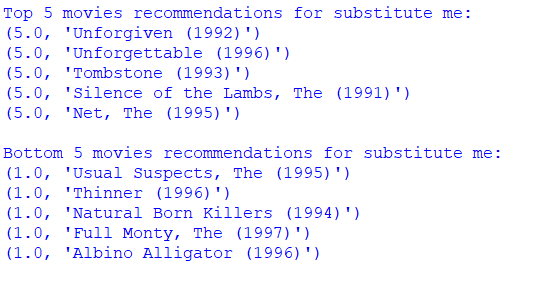 Top 5 movies recommendations for substitute me:
(5.0, 'Unforgiven (1992)')
(5.0, 'Unforgettable (1996)')
(5.0, 'Tombstone (1993)')
(5.0, 'Silence of the Lambs, The (1991)')
(5.0, 'Net, The (1995)')
Bottom 5 movies recommendations for substitute me:
(1.0, 'Usual Suspects, The (1995)')
(1.0, 'Thinner (1996)')
(1.0, 'Natural Born Killers (1994)')
(1.0, 'Full Monty, The (1997)')
(1.0, 'Albino Alligator (1996)')